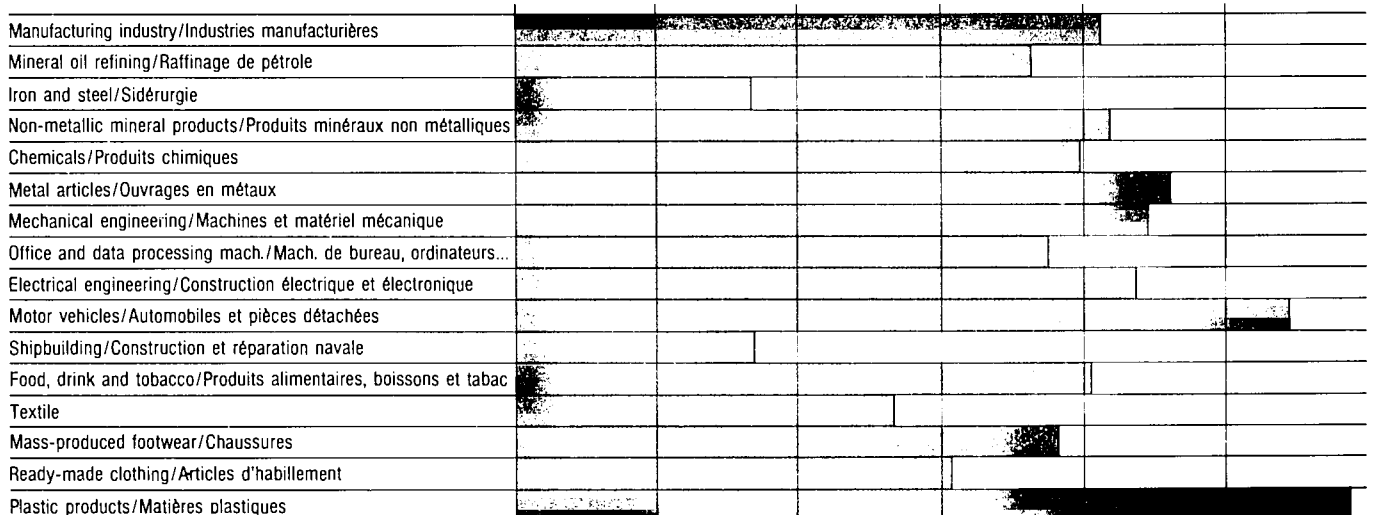 Manufacturing industry/Industries manufacturières
Mineral oil refining/Raffinage de pétrole
Iron and steel/Sidérurgie
Non-metallic mineral products/Produits minéraux non métalliques
Chemicals/Produits chimiques
Metal articles/Ouvrages en métaux
Mechanical engineering/Machines et matériel mécanique
Office and data processing mach./Mach. de bureau, ordinateurs...
Electrical engineering/Construction électrique et électronique
Motor vehicles/Automobiles et pièces détachées
Shipbuilding/Construction et réparation navale
Food, drink and tobacco/Produits alimentaires, boissons et tabac
Textile
Mass-produced footwear/Chaussures
Ready-made clothing/Articles d'habillement
Plastic products/Matières plastiques